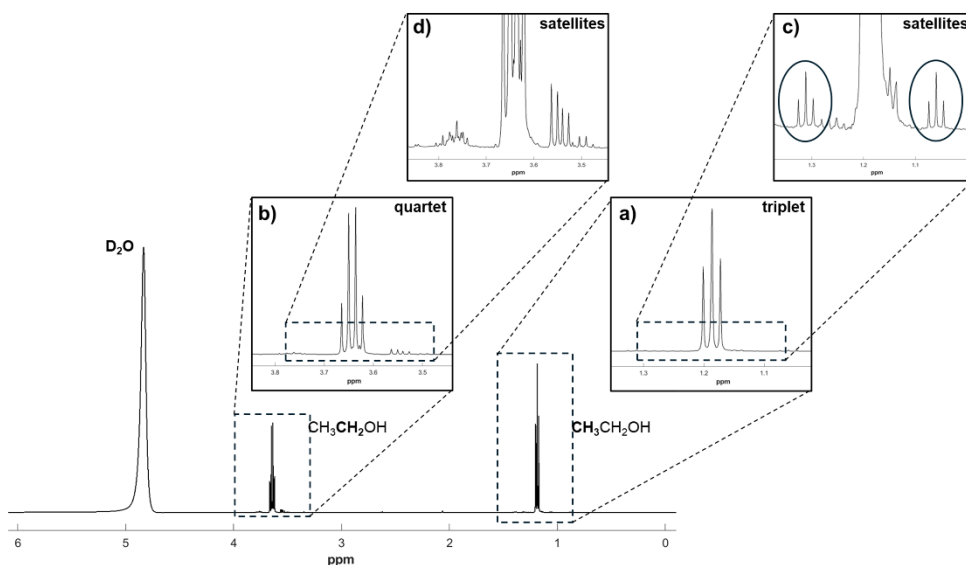 d) satellites
3.8 3.7 3.6 3.5
ppm
c) satellites
1.3 1.2 1.1
ppm
b) quartet
3.8 3.7 3.6 3.5
ppm
a) triplet
1.3 1.2 1.1
ppm
D₂O
CH₃CH₂OH
CH₃CH₂OH
6 5 4 3 2 1 0
ppm